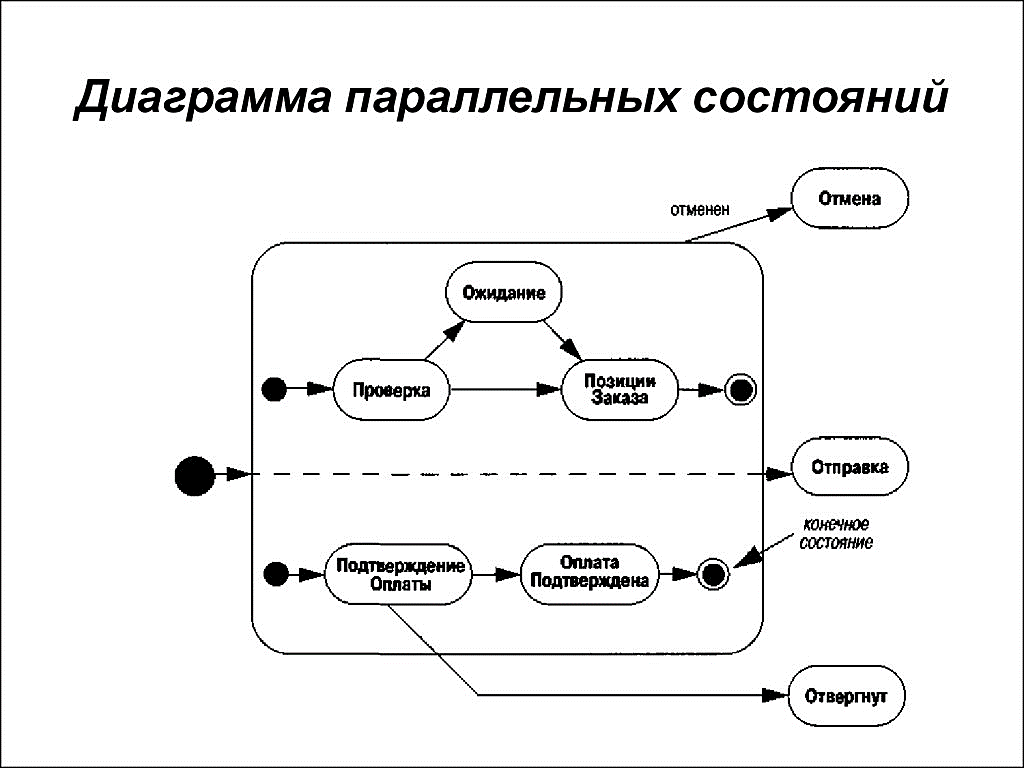 Диаграмма параллельных состояний
отменен
Отмена
Ожидание
Проверка
Позиции
Заказа
Отправка
конечное
состояние
Подтверждение
Оплаты
Оплата
Подтверждена
Отвергнут